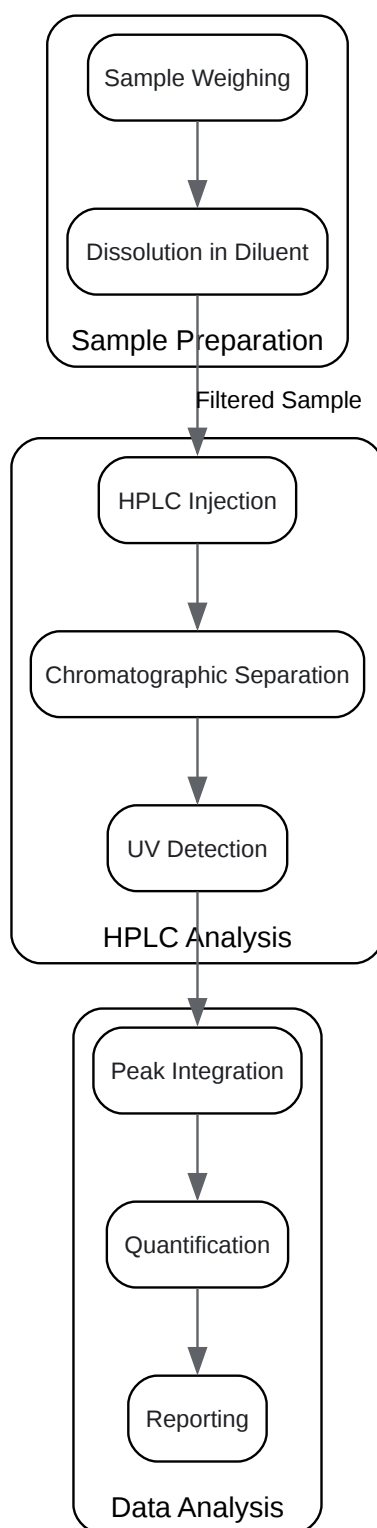 Sample Weighing
Dissolution in Diluent
Sample Preparation
Filtered Sample
HPLC Injection
Chromatographic Separation
UV Detection
HPLC Analysis
Peak Integration
Quantification
Reporting
Data Analysis